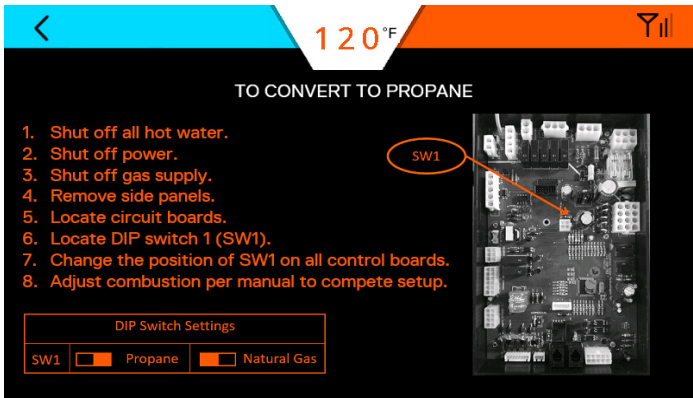 120°F
TO CONVERT TO PROPANE
1. Shut off all hot water.
2. Shut off power.
3. Shut off gas supply.
4. Remove side panels.
5. Locate circuit boards.
6. Locate DIP switch 1 (SW1).
7. Change the position of SW1 on all control boards.
8. Adjust combustion per manual to compete setup.
SW1
DIP Switch Settings
SW1 Propane Natural Gas